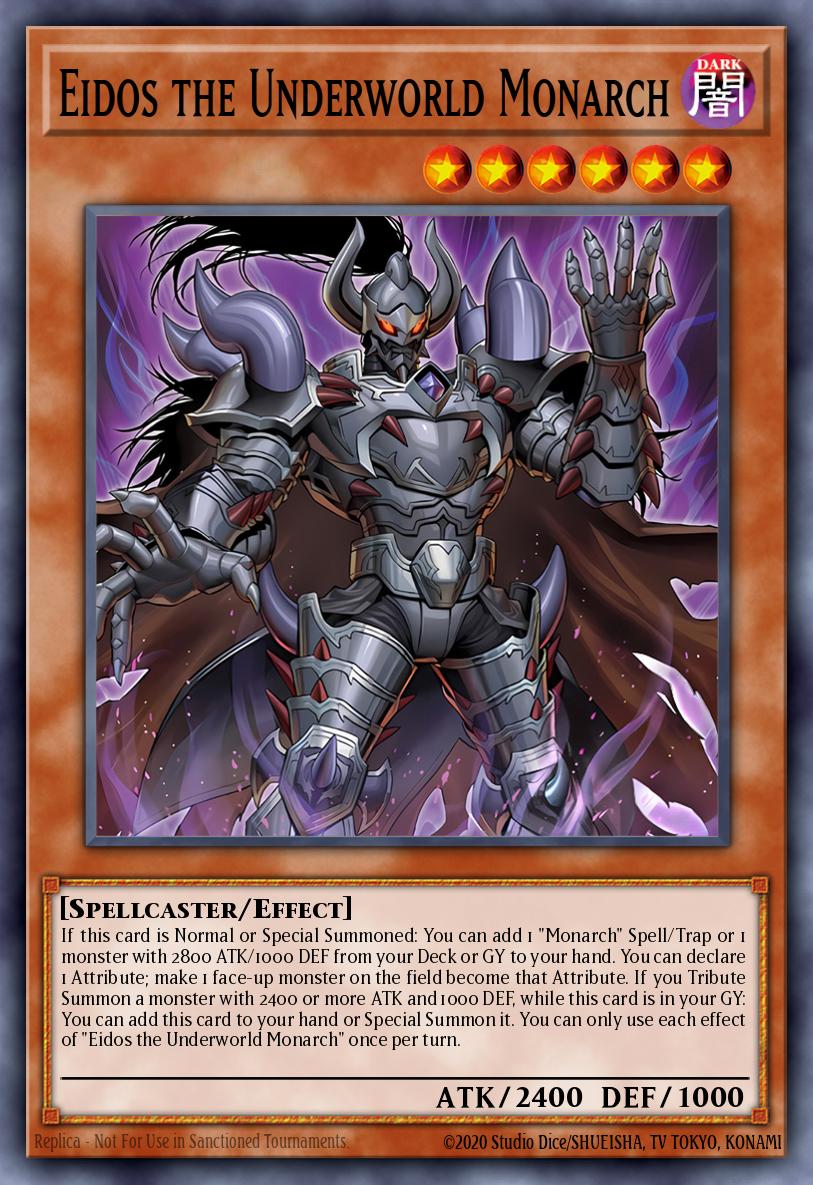 Eidos the Underworld Monarch
DARK
闇
[Spellcaster/Effect]
If this card is Normal or Special Summoned: You can add 1 "Monarch" Spell/Trap or 1
monster with 2800 ATK/1000 DEF from your Deck or GY to your hand. You can declare
1 Attribute; make 1 face-up monster on the field become that Attribute. If you Tribute
Summon a monster with 2400 or more ATK and 1000 DEF, while this card is in your GY:
You can add this card to your hand or Special Summon it. You can only use each effect
of "Eidos the Underworld Monarch" once per turn.
ATK/2400 DEF/1000
Replica - Not For Use in Sanctioned Tournaments.
©2020 Studio Dice/SHUEISHA, TV TOKYO, KONAMI